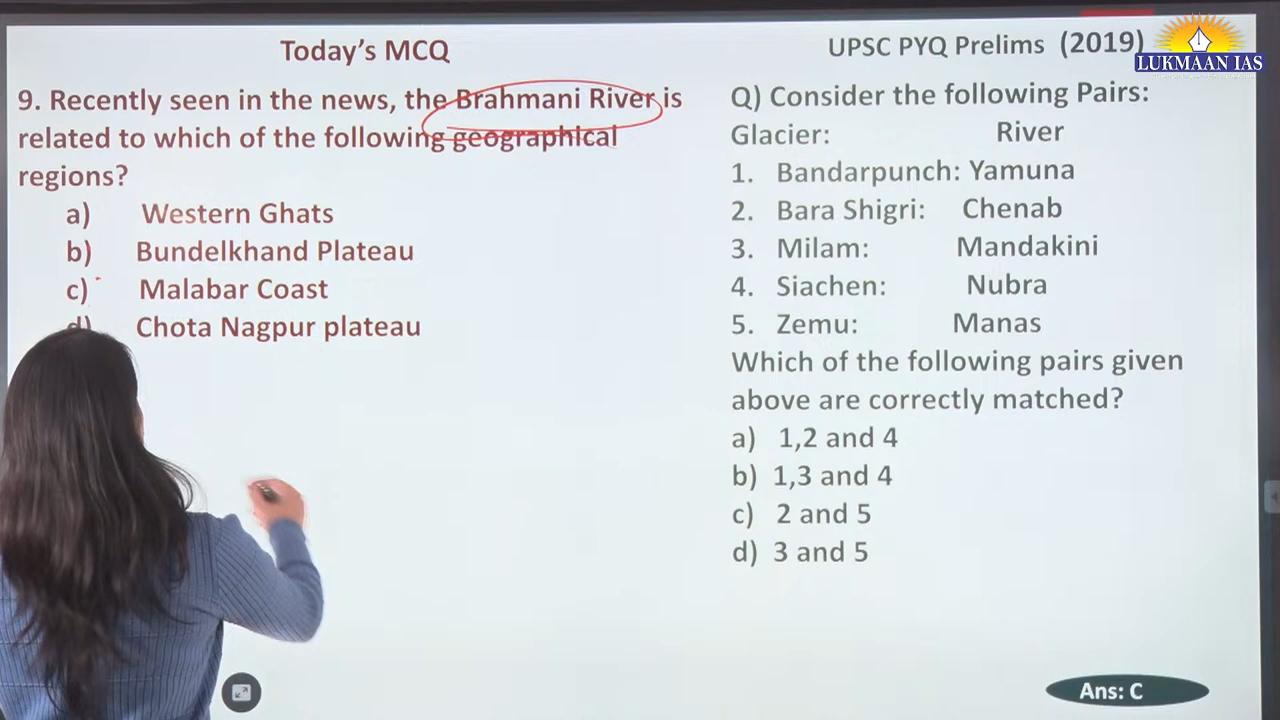 Today's MCQ
9. Recently seen in the news, the Brahmani River is
related to which of the following geographical
regions?
a) Western Ghats
b) Bundelkhand Plateau
c) Malabar Coast
d) Chota Nagpur plateau
UPSC PYQ Prelims (2019)
LUKMAAN IAS
Q) Consider the following Pairs:
Glacier: River
1. Bandarpunch: Yamuna
2. Bara Shigri: Chenab
3. Milam: Mandakini
4. Siachen: Nubra
5. Zemu: Manas
Which of the following pairs given
above are correctly matched?
a) 1,2 and 4
b) 1,3 and 4
c) 2 and 5
d) 3 and 5
Ans: C